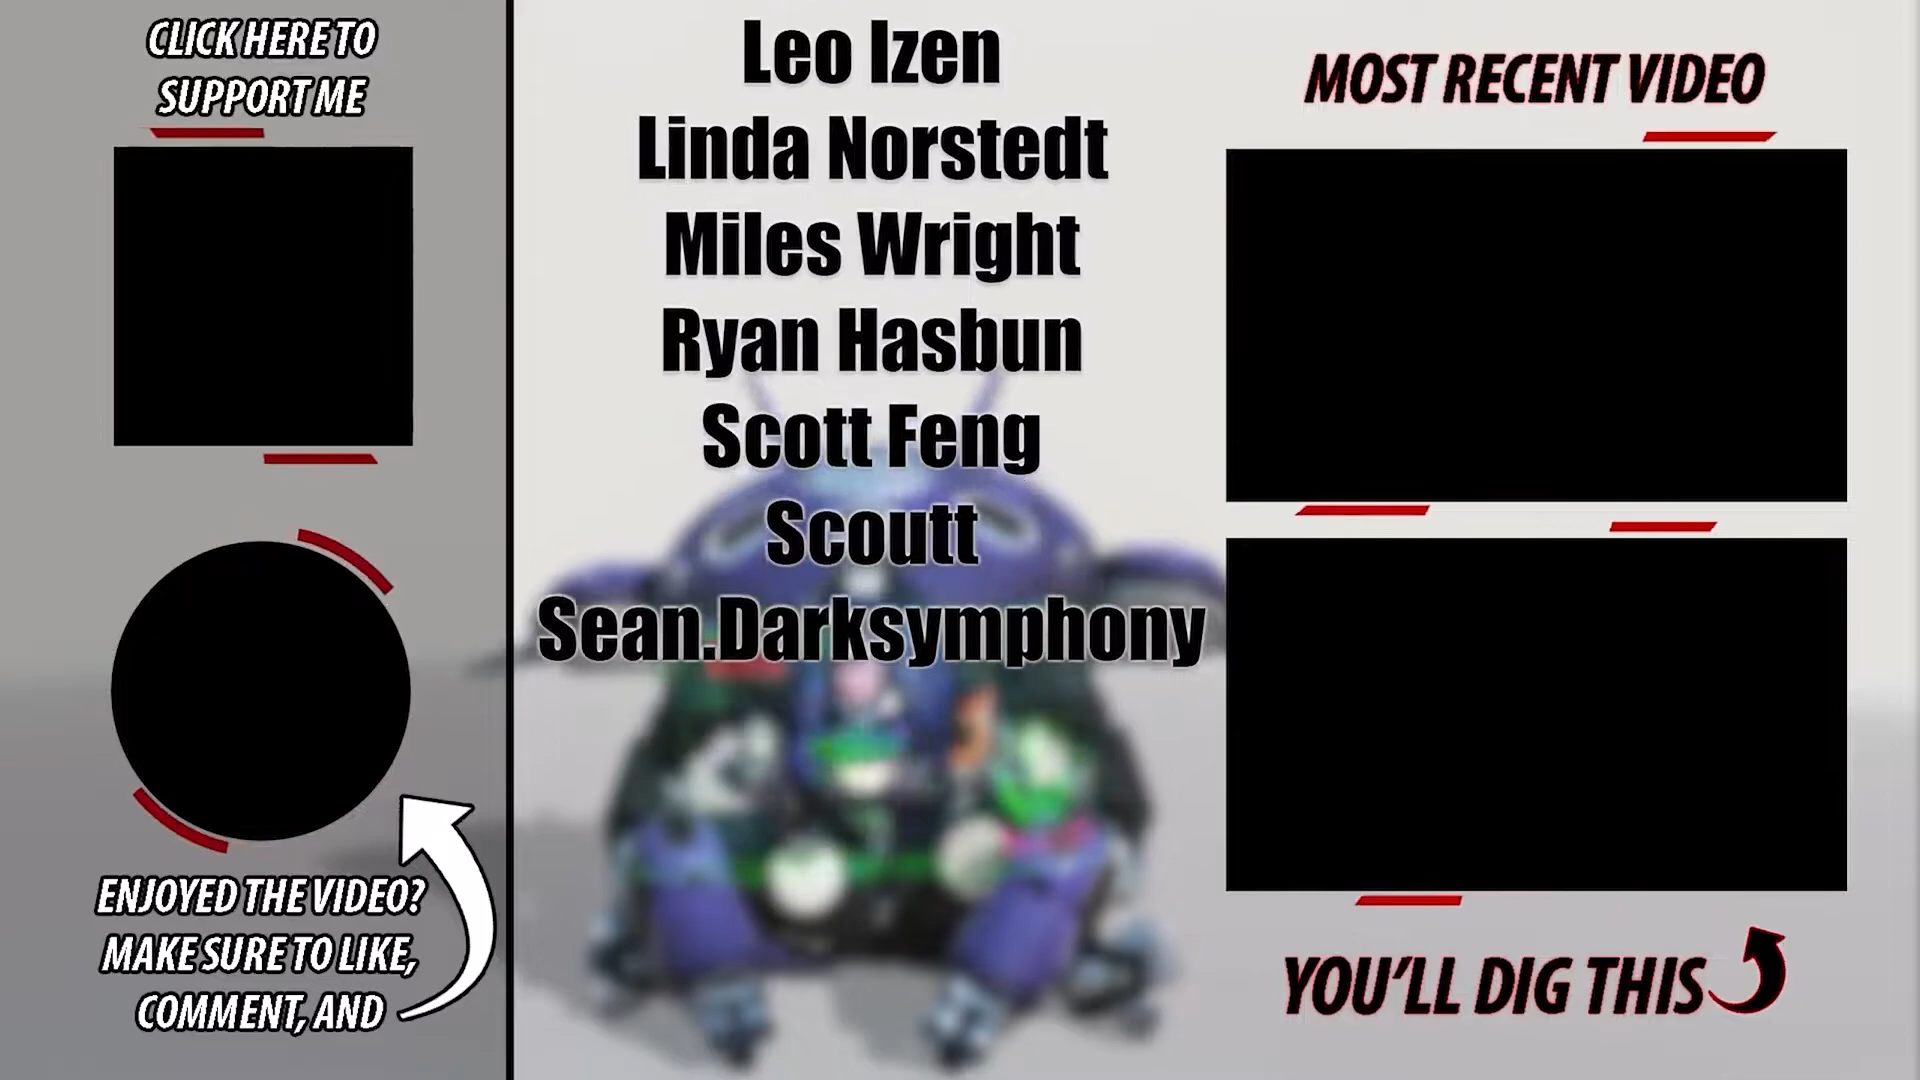 CLICK HERE TO
SUPPORT ME
ENJOYED THE VIDEO?
MAKE SURE TO LIKE,
COMMENT, AND
Leo Izen
Linda Norstedt
Miles Wright
Ryan Hasbun
Scott Feng
Scoutt
Sean.Darksymphony
MOST RECENT VIDEO
YOU'LL DIG THIS